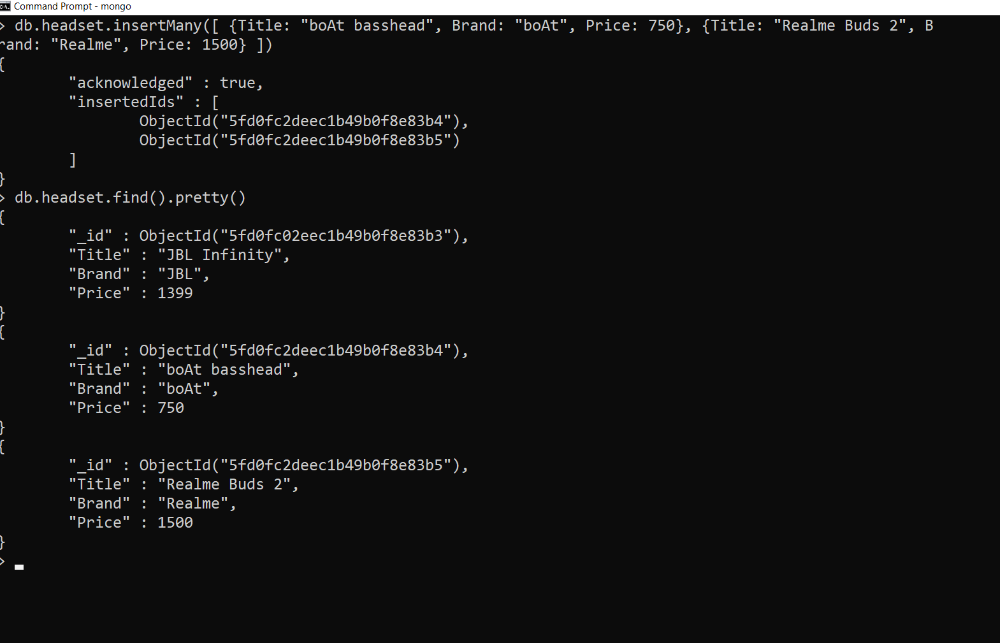 Command Prompt - mongo
> db.headset.insertMany([ {Title: "boAt basshead", Brand: "boAt", Price: 750}, {Title: "Realme Buds 2", B
rand: "Realme", Price: 1500} ])
{
        "acknowledged" : true,
        "insertedIds" : [
                ObjectId("5fd0fc2deec1b49b0f8e83b4"),
                ObjectId("5fd0fc2deec1b49b0f8e83b5")
        ]
}
> db.headset.find().pretty()
{
        "_id" : ObjectId("5fd0fc02eec1b49b0f8e83b3"),
        "Title" : "JBL Infinity",
        "Brand" : "JBL",
        "Price" : 1399
}
{
        "_id" : ObjectId("5fd0fc2deec1b49b0f8e83b4"),
        "Title" : "boAt basshead",
        "Brand" : "boAt",
        "Price" : 750
}
{
        "_id" : ObjectId("5fd0fc2deec1b49b0f8e83b5"),
        "Title" : "Realme Buds 2",
        "Brand" : "Realme",
        "Price" : 1500
}
>